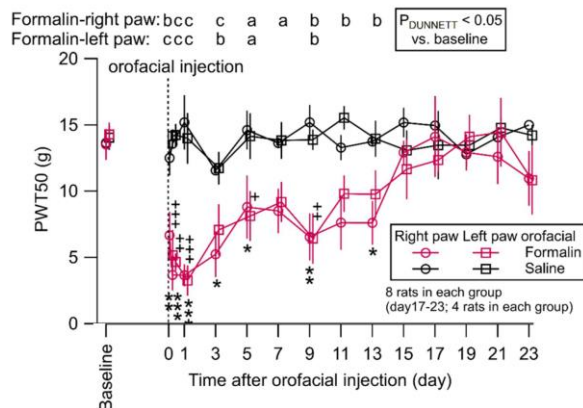 Formalin-right paw: b c c c a a b b b
Formalin-left paw: c c c b a b
P DUNNETT < 0.05
vs. baseline
orofacial injection
PWT50 (g)
20
15
10
5
0
+++
++
+++
+
++
***
***
***
*
*
**
*
Right paw Left paw orofacial
Formalin
Saline
8 rats in each group
(day17-23; 4 rats in each group)
Baseline
0 1 3 5 7 9 11 13 15 17 19 21 23
Time after orofacial injection (day)